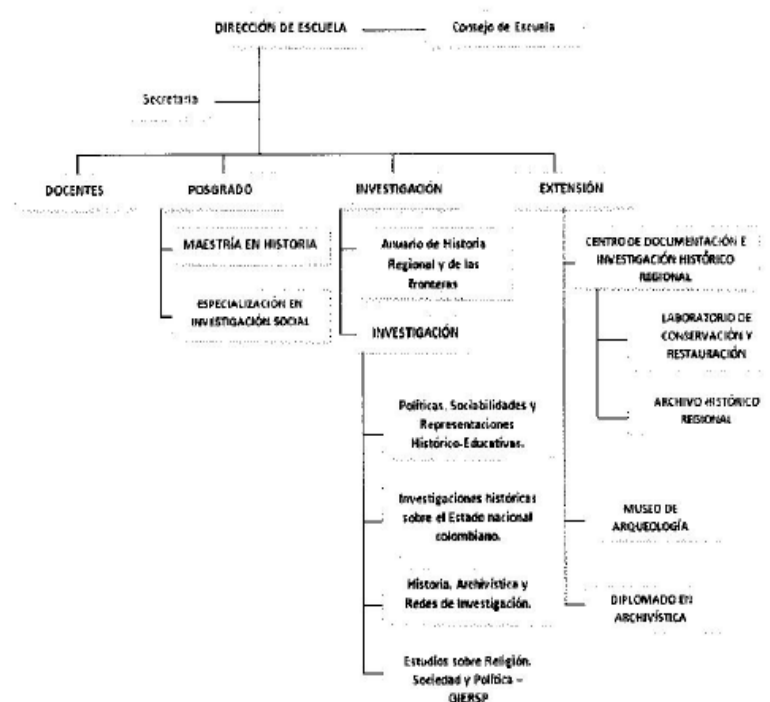 DIRECCIÓN DE ESCUELA
Consejo de Escuela
Secretaria
DOCENTES
POSGRADO
INVESTIGACIÓN
EXTENSIÓN
MAESTRÍA EN HISTORIA
ESPECIALIZACIÓN EN
INVESTIGACIÓN SOCIAL
Anuario de Historia
Regional y de las
Fronteras
INVESTIGACIÓN
Políticas, Sociabilidades y
Representaciones
Histórico-Educativas.
Investigaciones históricas
sobre el Estado nacional
colombiano.
Historia, Archivística y
Redes de Investigación.
Estudios sobre Religión,
Sociedad y Política –
GIERSP
CENTRO DE DOCUMENTACIÓN E
INVESTIGACIÓN HISTÓRICO
REGIONAL
LABORATORIO DE
CONSERVACIÓN Y
RESTAURACIÓN
ARCHIVO HISTÓRICO
REGIONAL
MUSEO DE
ARQUEOLOGÍA
DIPLOMADO EN
ARCHIVÍSTICA